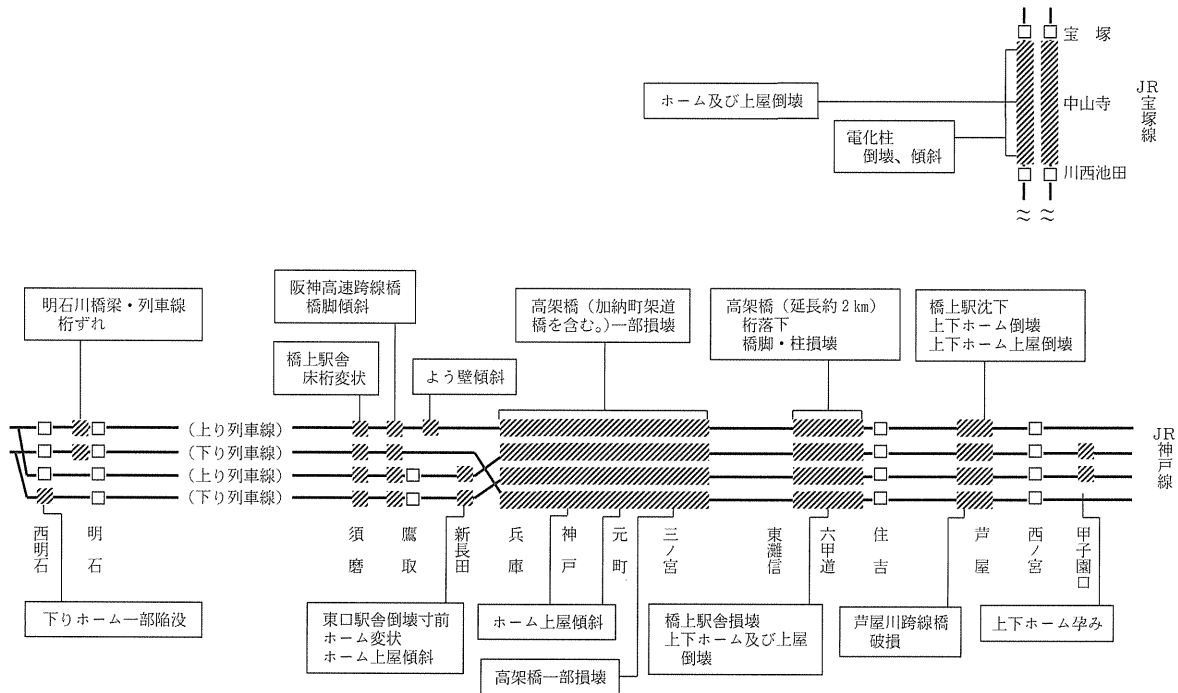 宝塚
ホーム及び上屋倒壊
中山寺
JR宝塚線
電化柱
倒壊、傾斜
川西池田
明石川橋梁・列車線
桁ずれ
阪神高速跨線橋
橋脚傾斜
橋上駅舎
床桁変状
よう壁傾斜
高架橋（加納町架道
橋を含む。）一部損壊
高架橋（延長約2km）
桁落下
橋脚・柱損壊
橋上駅沈下
上下ホーム倒壊
上下ホーム上屋倒壊
（上り列車線）
（下り列車線）
（上り列車線）
（下り列車線）
JR神戸線
西明石
明石
須磨
鷹取
新長田
兵庫
神戸
元町
三ノ宮
東灘信
六甲道
住吉
芦屋
西ノ宮
甲子園口
下りホーム一部陥没
東口駅舎倒壊寸前
ホーム変状
ホーム上屋傾斜
ホーム上屋傾斜
高架橋一部損壊
橋上駅舎損壊
上下ホーム及び上屋
倒壊
芦屋川跨線橋
破損
上下ホーム孕み